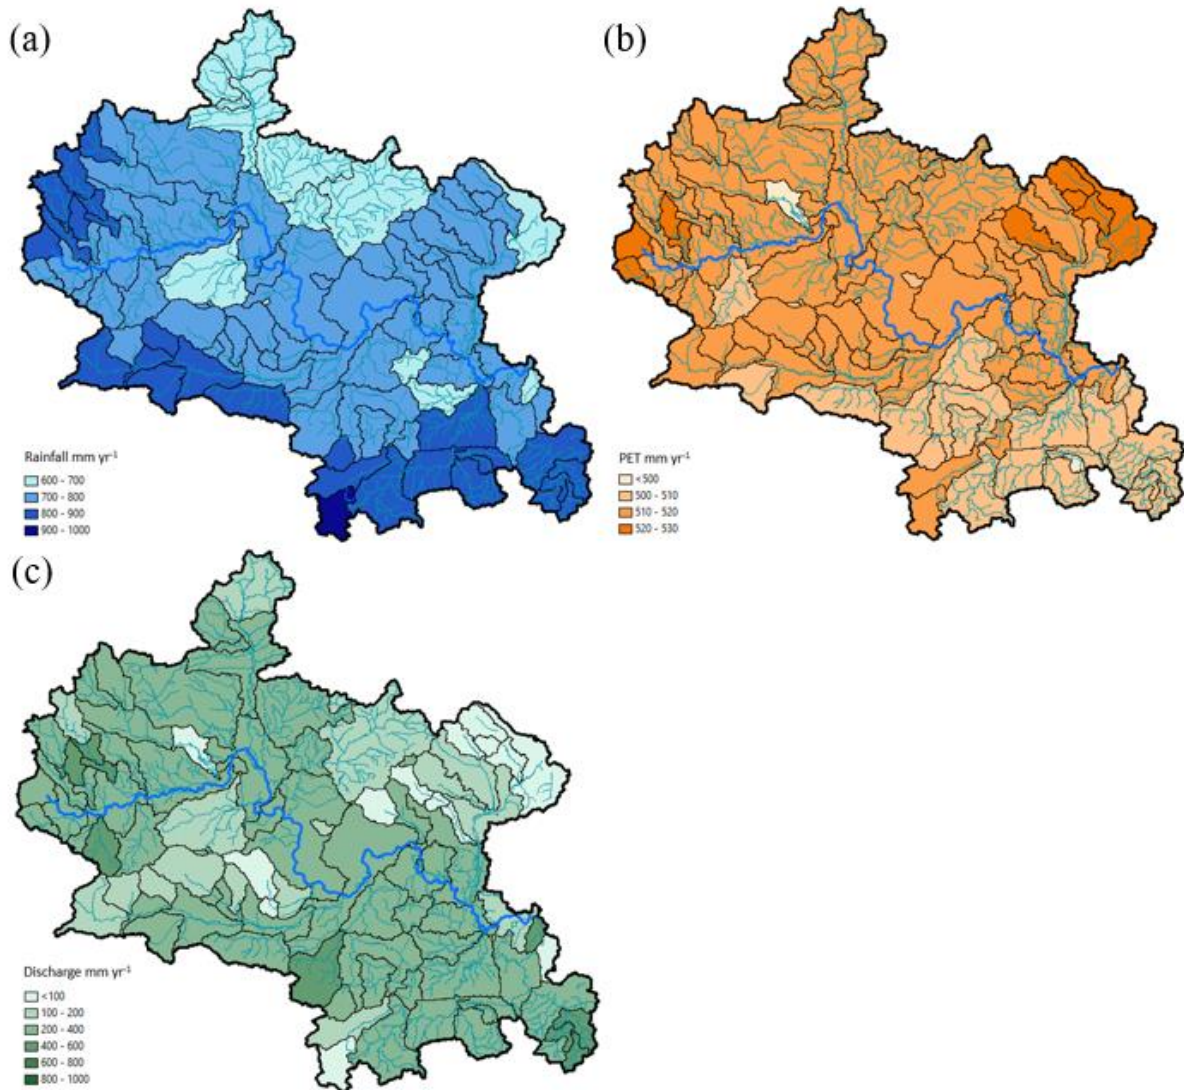 (a)
Rainfall mm yr-1
600 - 700
700 - 800
800 - 900
900 - 1000
(b)
PET mm yr-1
<500
500 - 510
510 - 520
520 - 530
(c)
Discharge mm yr-1
<100
100 - 200
200 - 400
400 - 600
600 - 800
800 - 1000